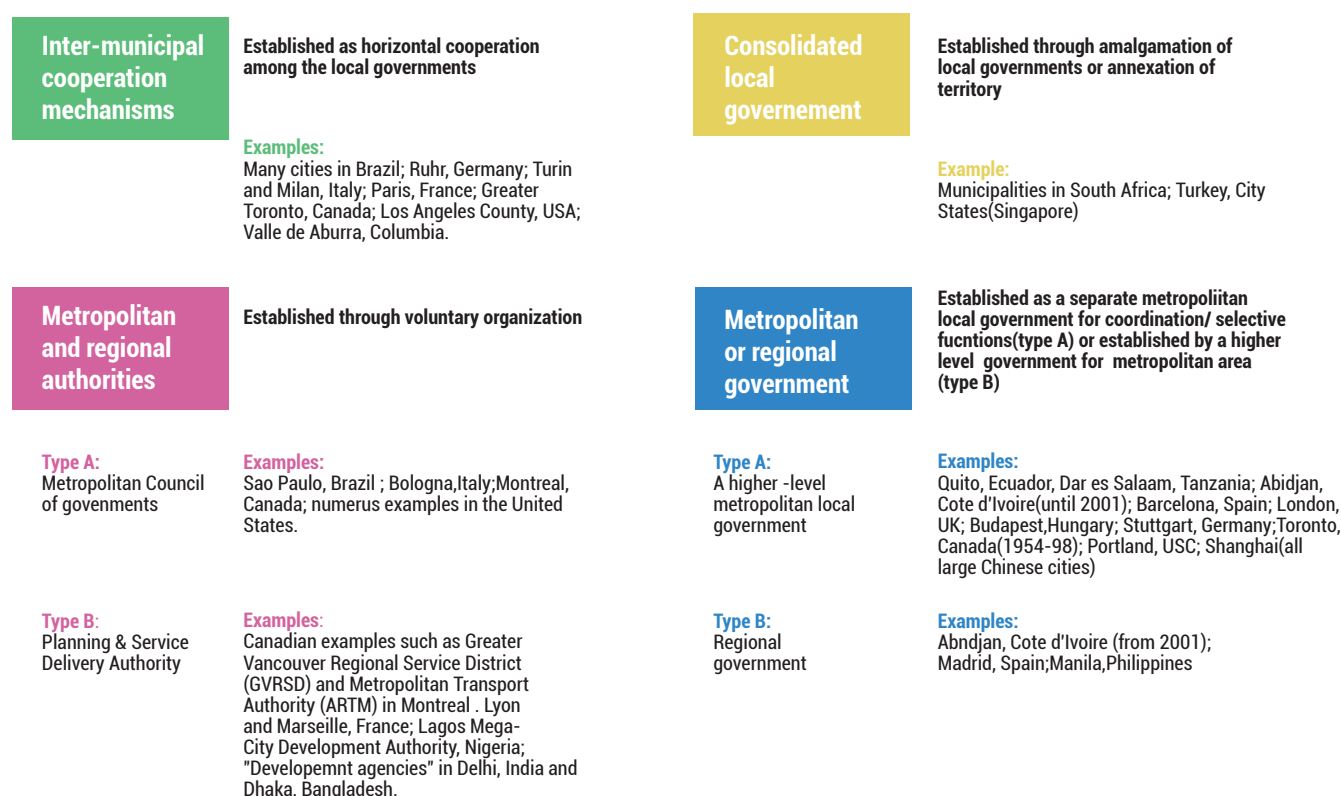 Inter-municipal
cooperation
mechanisms
Established as horizontal cooperation
among the local governments
Examples:
Many cities in Brazil; Ruhr, Germany; Turin
and Milan, Italy; Paris, France; Greater
Toronto, Canada; Los Angeles County, USA;
Valle de Aburra, Columbia.
Consolidated
local
governement
Established through amalgamation of
local governments or annexation of
territory
Example:
Municipalities in South Africa; Turkey, City
States(Singapore)
Metropolitan
and regional
authorities
Established through voluntary organization
Type A:
Metropolitan Council
of govenments
Examples:
Sao Paulo, Brazil ; Bologna,Italy;Montreal,
Canada; numerus examples in the United
States.
Type B:
Planning & Service
Delivery Authority
Examples:
Canadian examples such as Greater
Vancouver Regional Service District
(GVRSD) and Metropolitan Transport
Authority (ARTM) in Montreal . Lyon
and Marseille, France; Lagos Mega-
City Development Authority, Nigeria;
"Developemnt agencies" in Delhi, India and
Dhaka, Bangladesh.
Metropolitan
or regional
government
Established as a separate metropoliitan
local government for coordination/ selective
fucntions(type A) or established by a higher
level government for metropolitan area
(type B)
Type A:
A higher -level
metropolitan local
government
Examples:
Quito, Ecuador, Dar es Salaam, Tanzania; Abidjan,
Cote d'Ivoire(until 2001); Barcelona, Spain; London,
UK; Budapest,Hungary; Stuttgart, Germany;Toronto,
Canada(1954-98); Portland, USC; Shanghai(all
large Chinese cities)
Type B:
Regional
government
Examples:
Abndjan, Cote d'Ivoire (from 2001);
Madrid, Spain;Manila,Philippines